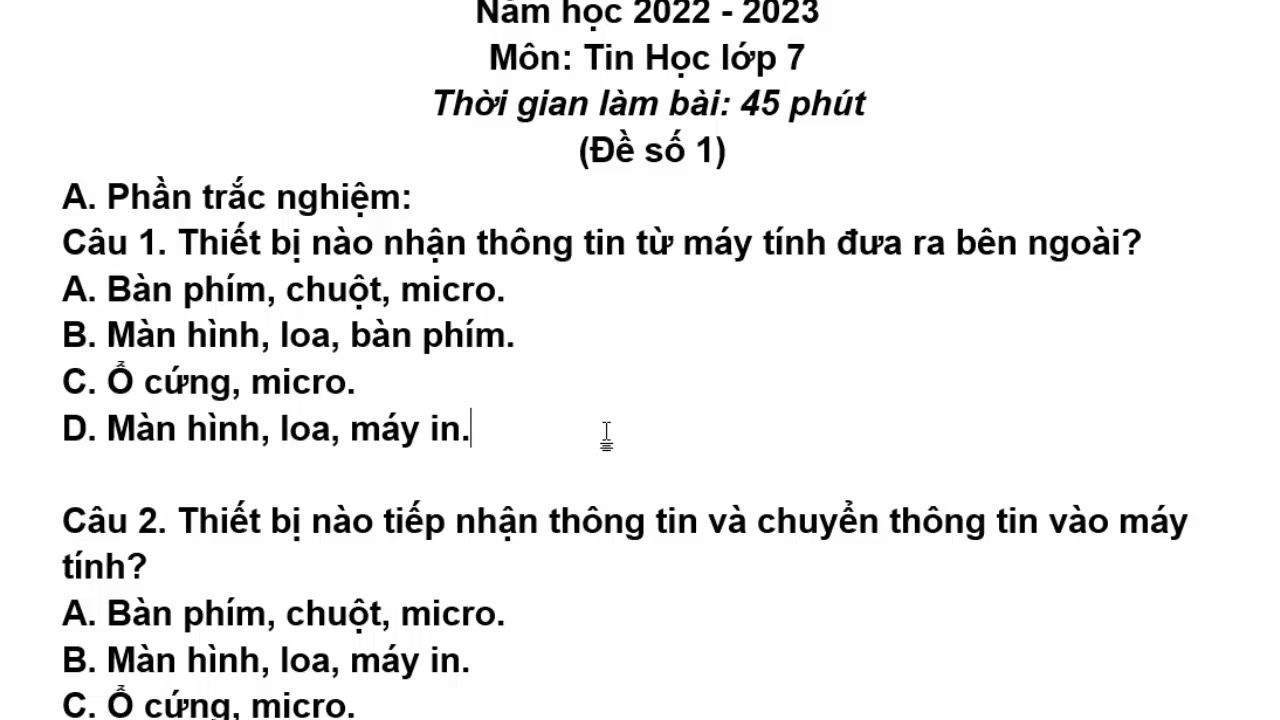 Năm học 2022 - 2023
Môn: Tin Học lớp 7
Thời gian làm bài: 45 phút
(Đề số 1)
A. Phần trắc nghiệm:
Câu 1. Thiết bị nào nhận thông tin từ máy tính đưa ra bên ngoài?
A. Bàn phím, chuột, micro.
B. Màn hình, loa, bàn phím.
C. Ổ cứng, micro.
D. Màn hình, loa, máy in.
Câu 2. Thiết bị nào tiếp nhận thông tin và chuyển thông tin vào máy
tính?
A. Bàn phím, chuột, micro.
B. Màn hình, loa, máy in.
C. Ổ cứng, micro.